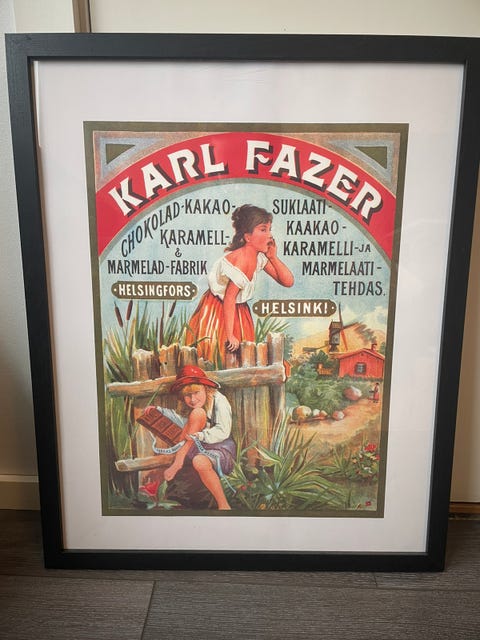 KARL FAZER
CHOKOLAD-KAKAO-
KARAMELL-
&
MARMELAD-FABRIK
·HELSINGFORS·
SUKLAATI-
KAAKAO-
KARAMELLI-JA
MARMELAATI-
TEHDAS.
·HELSINKI·